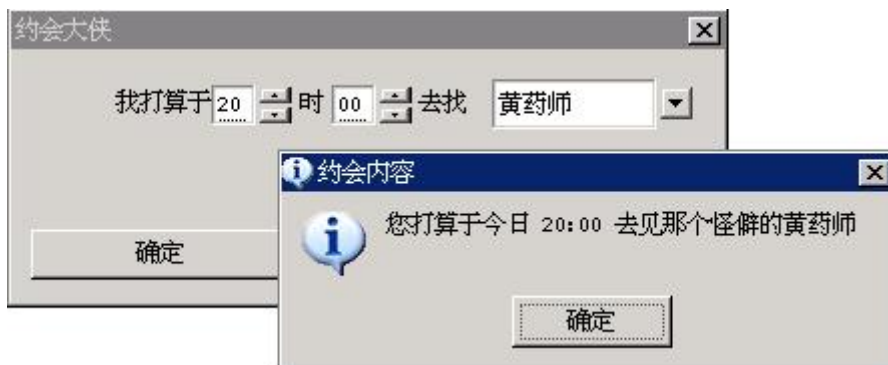 约会大侠
我打算于 20 时 00 去找 黄药师
确定
约会内容
您打算于今日 20:00 去见那个怪僻的黄药师
确定